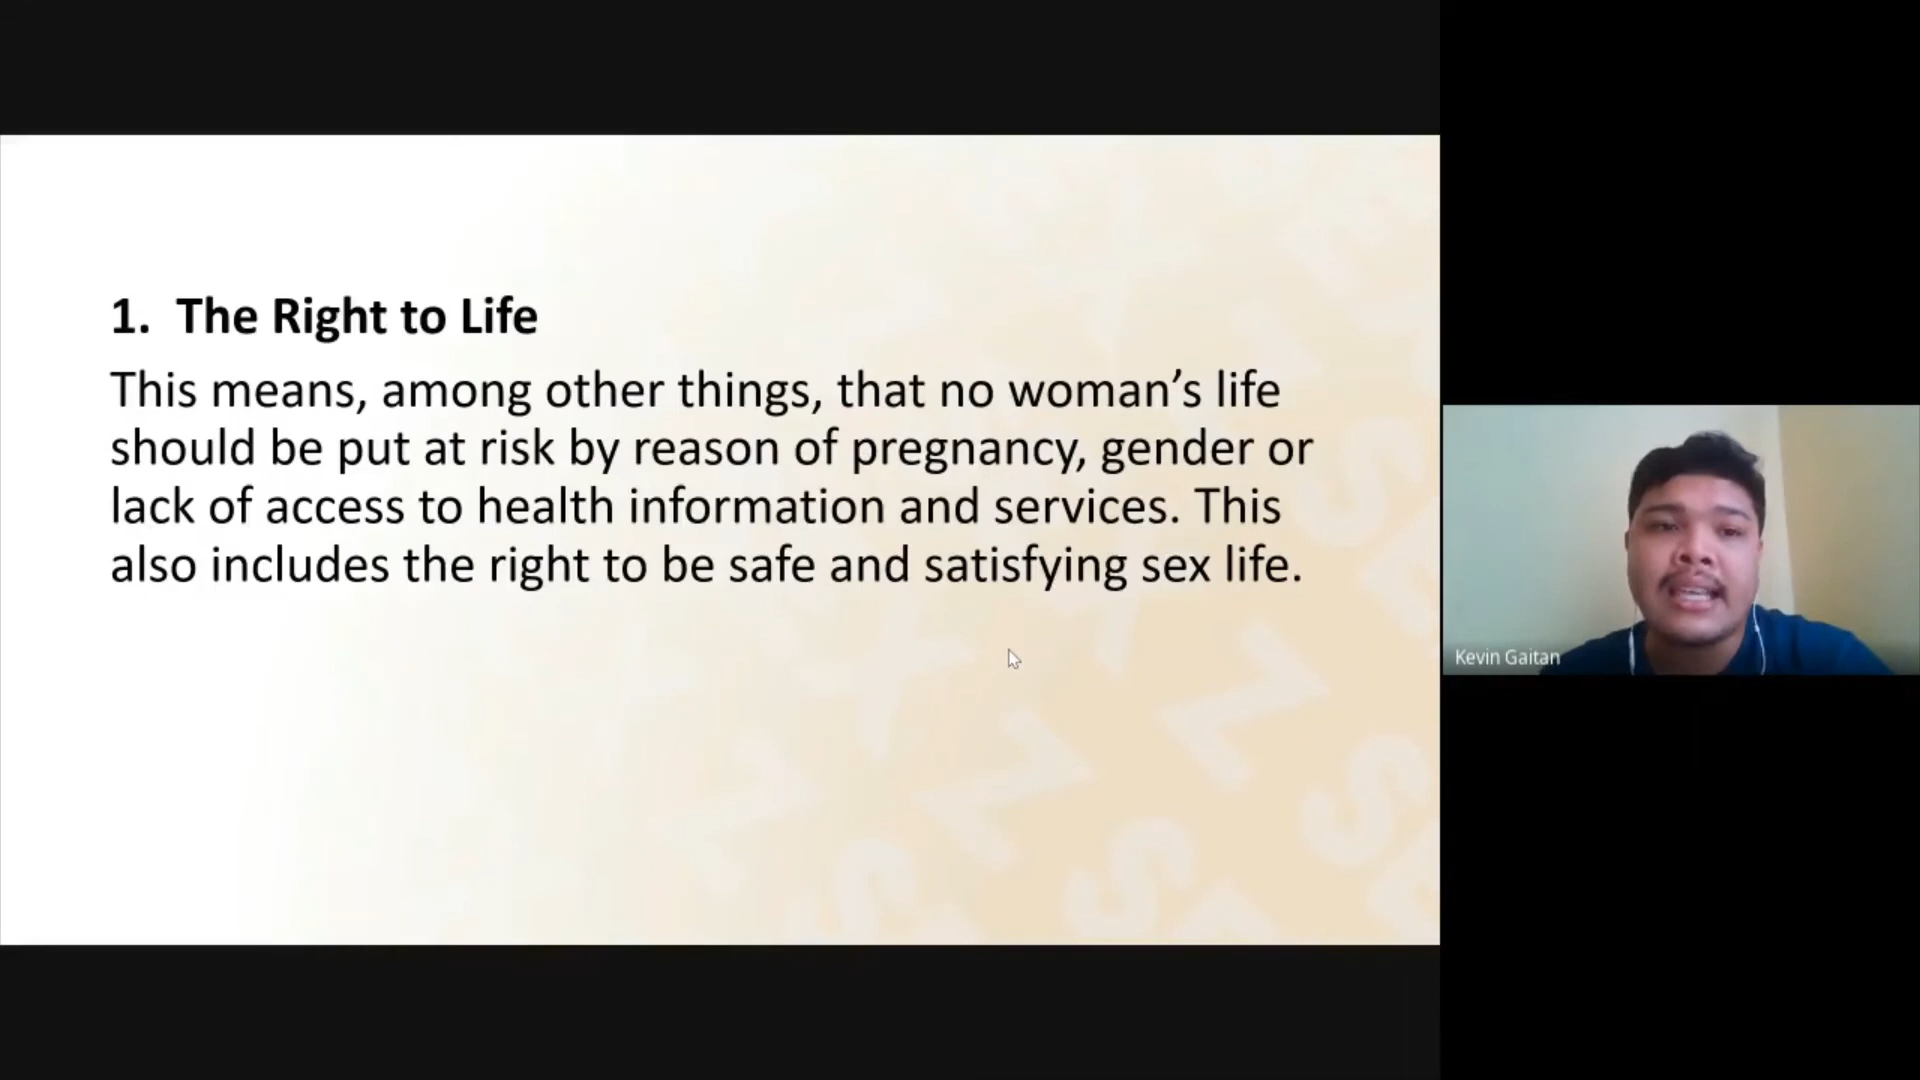 1. The Right to Life
This means, among other things, that no woman’s life
should be put at risk by reason of pregnancy, gender or
lack of access to health information and services. This
also includes the right to be safe and satisfying sex life.
Kevin Gaitan